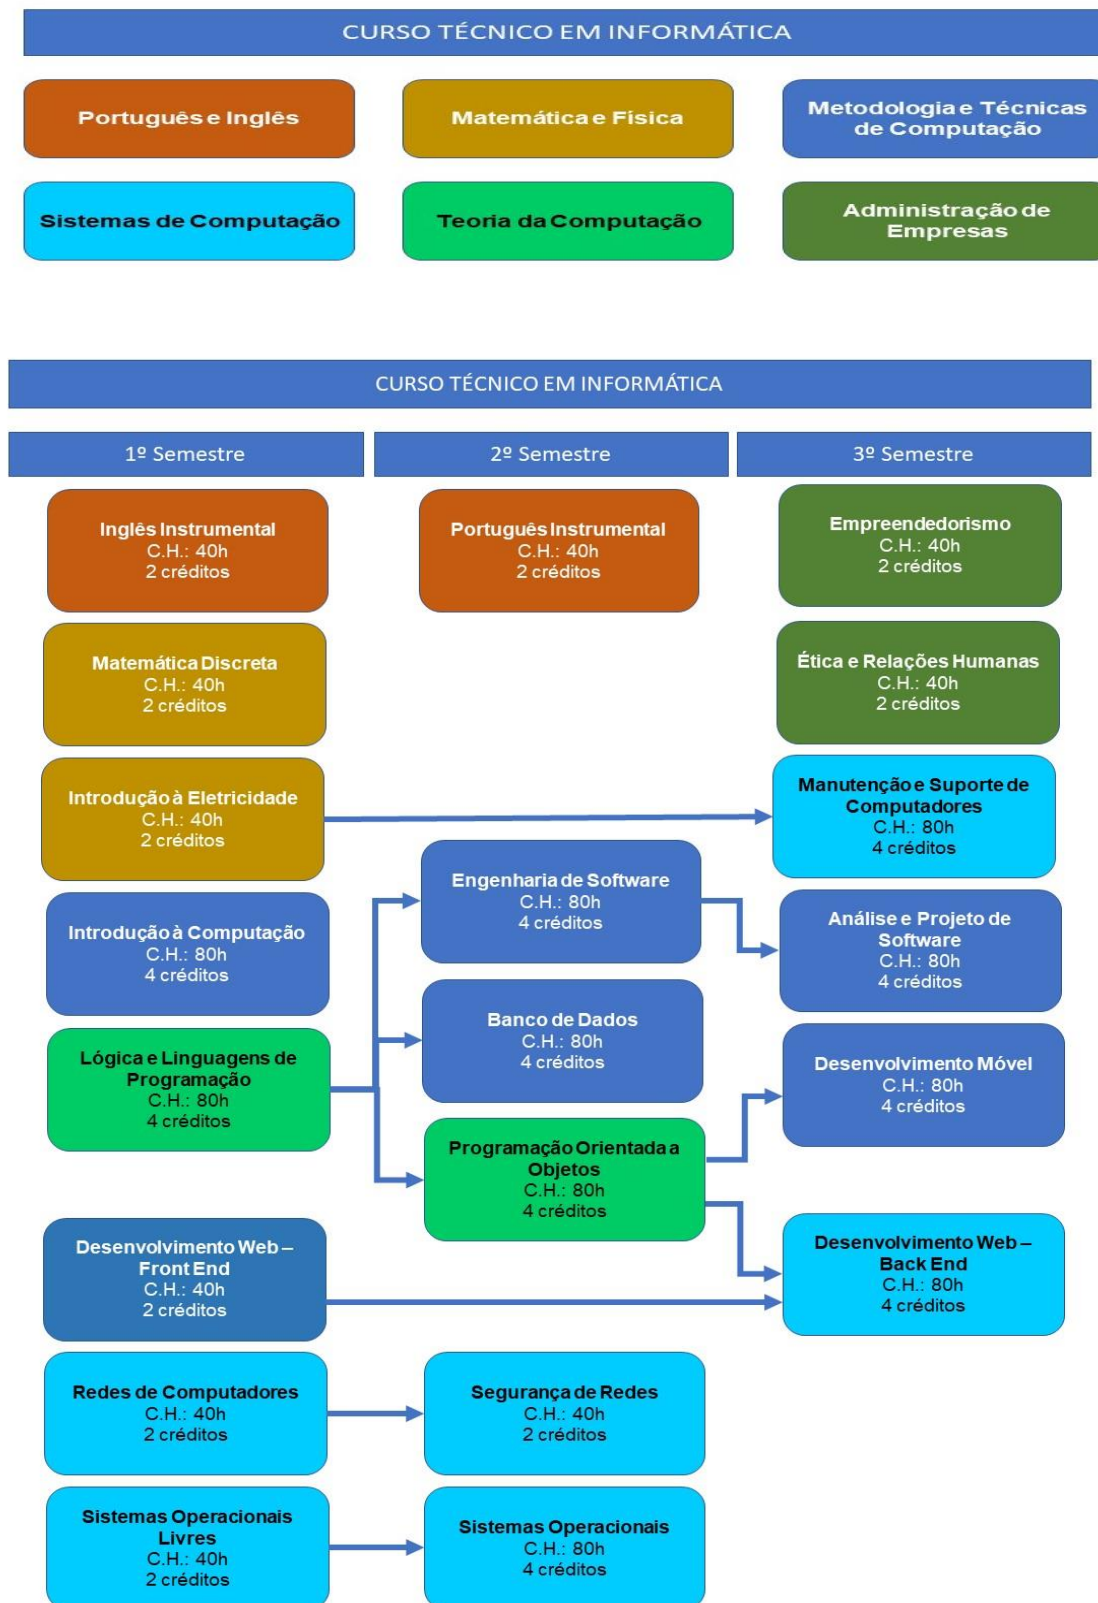 CURSO TÉCNICO EM INFORMÁTICA
Português e Inglês
Matemática e Física
Metodologia e Técnicas
de Computação
Sistemas de Computação
Teoria da Computação
Administração de
Empresas
CURSO TÉCNICO EM INFORMÁTICA
1º Semestre
2º Semestre
3º Semestre
Inglês Instrumental
C.H.: 40h
2 créditos
Português Instrumental
C.H.: 40h
2 créditos
Empreendedorismo
C.H.: 40h
2 créditos
Matemática Discreta
C.H.: 40h
2 créditos
Ética e Relações Humanas
C.H.: 40h
2 créditos
Introdução à Eletricidade
C.H.: 40h
2 créditos
Manutenção e Suporte de
Computadores
C.H.: 80h
4 créditos
Introdução à Computação
C.H.: 80h
4 créditos
Engenharia de Software
C.H.: 80h
4 créditos
Análise e Projeto de
Software
C.H.: 80h
4 créditos
Lógica e Linguagens de
Programação
C.H.: 80h
4 créditos
Banco de Dados
C.H.: 80h
4 créditos
Desenvolvimento Móvel
C.H.: 80h
4 créditos
Programação Orientada a
Objetos
C.H.: 80h
4 créditos
Desenvolvimento Web –
Front End
C.H.: 40h
2 créditos
Desenvolvimento Web –
Back End
C.H.: 80h
4 créditos
Redes de Computadores
C.H.: 40h
2 créditos
Segurança de Redes
C.H.: 40h
2 créditos
Sistemas Operacionais
Livres
C.H.: 40h
2 créditos
Sistemas Operacionais
C.H.: 80h
4 créditos